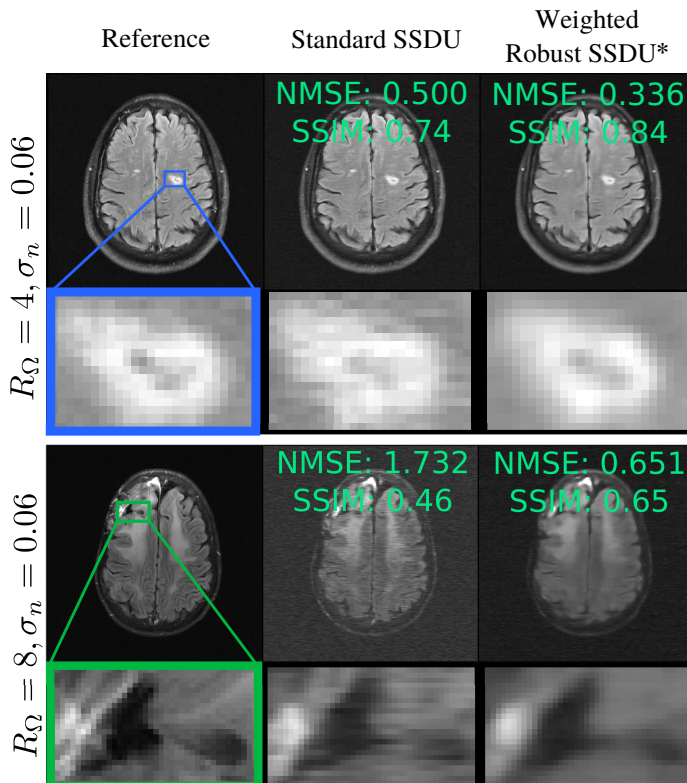 Reference
Standard SSDU
Weighted
Robust SSDU*
R_Ω = 4, σ_n = 0.06
NMSE: 0.500
SSIM: 0.74
NMSE: 0.336
SSIM: 0.84
R_Ω = 8, σ_n = 0.06
NMSE: 1.732
SSIM: 0.46
NMSE: 0.651
SSIM: 0.65